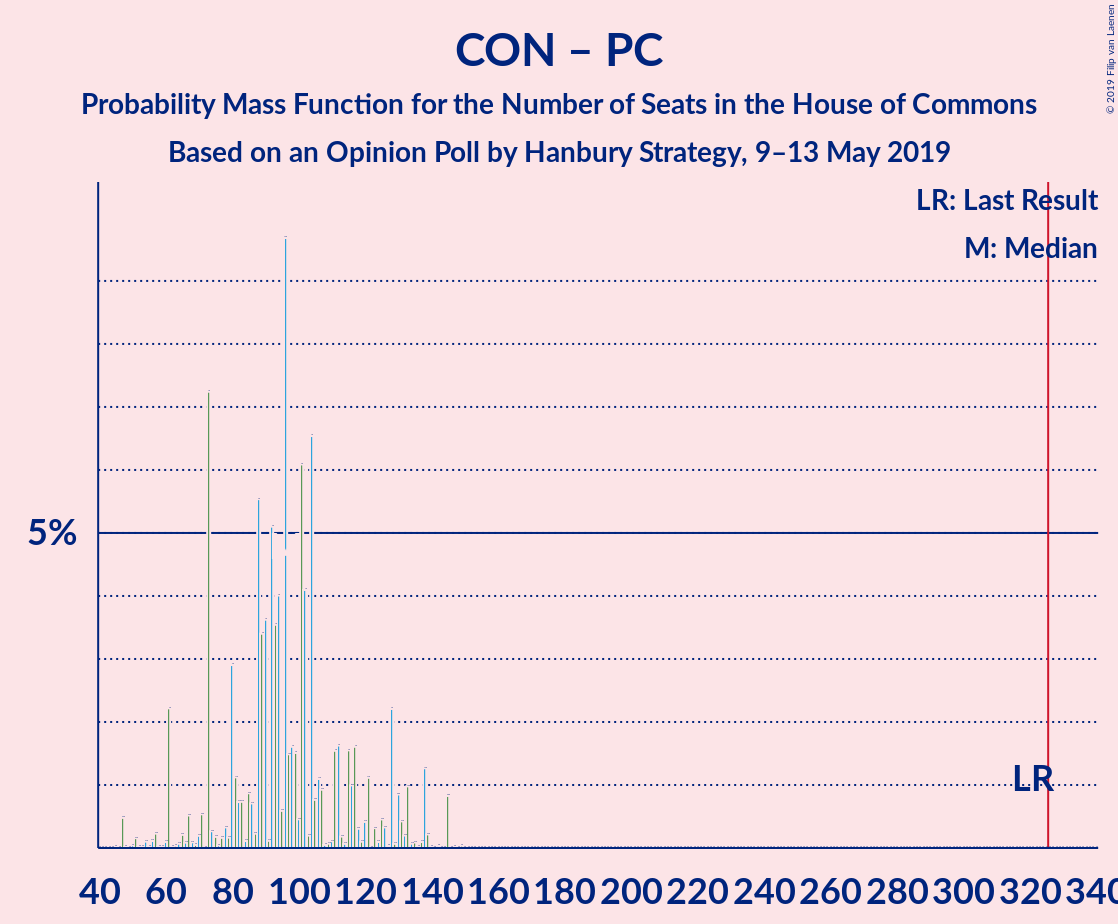 CON – PC
Probability Mass Function for the Number of Seats in the House of Commons
Based on an Opinion Poll by Hanbury Strategy, 9–13 May 2019
© 2019 Filip van Laenen
LR: Last Result
M: Median
5%
LR
40 60 80 100 120 140 160 180 200 220 240 260 280 300 320 340